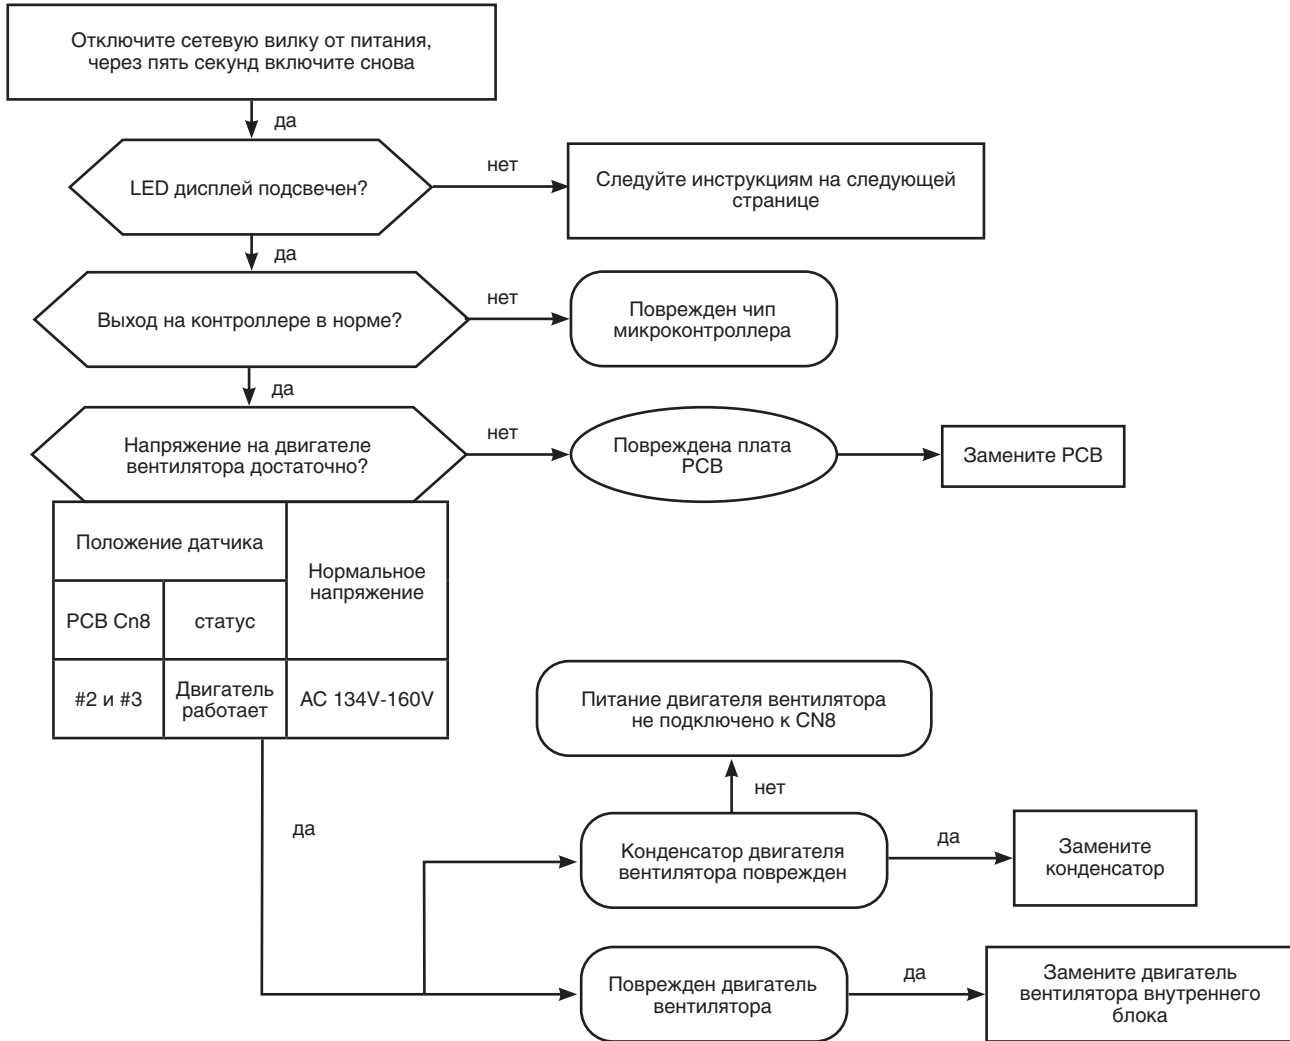 Отключите сетевую вилку от питания,
через пять секунд включите снова
да
LED дисплей подсвечен?
нет
Следуйте инструкциям на следующей
странице
да
Выход на контроллере в норме?
нет
Поврежден чип
микроконтроллера
да
Напряжение на двигателе
вентилятора достаточно?
нет
Повреждена плата
PCB
Замените PCB
Положение датчика
Нормальное
напряжение
PCB Cn8
статус
#2 и #3
Двигатель
работает
AC 134V-160V
Питание двигателя вентилятора
не подключено к CN8
нет
да
Конденсатор двигателя
вентилятора поврежден
да
Замените
конденсатор
Поврежден двигатель
вентилятора
да
Замените двигатель
вентилятора внутреннего
блока